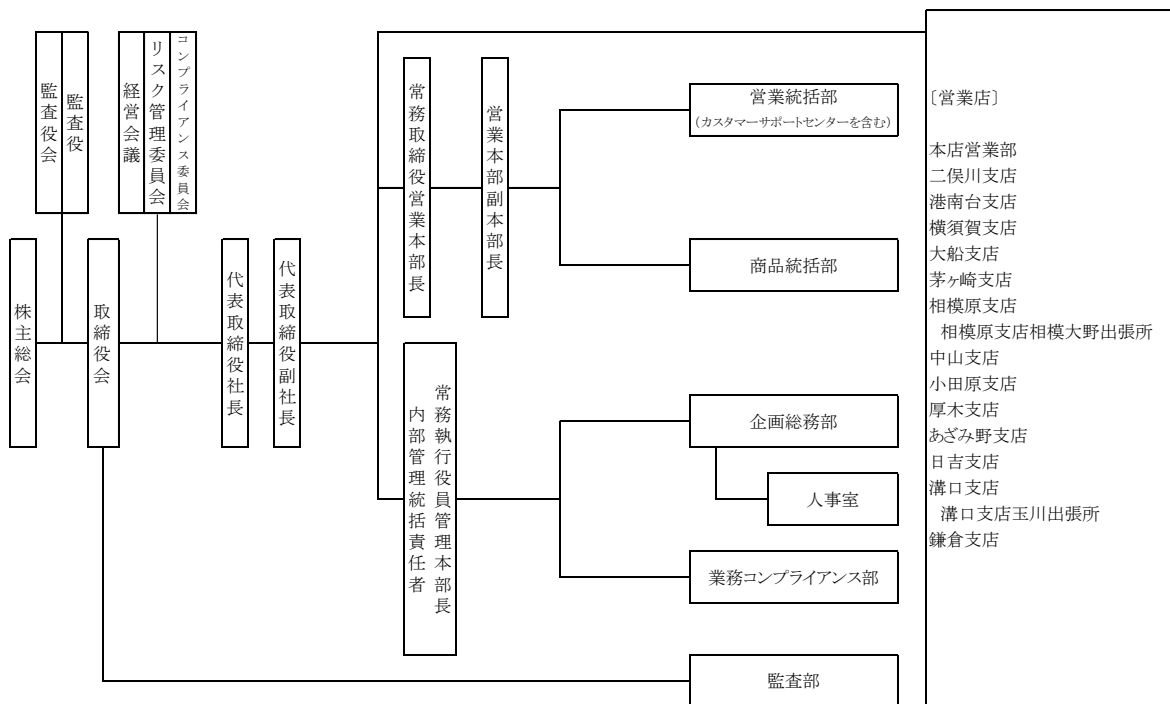 監査役会
監査役
経営会議
リスク管理委員会
コンプライアンス委員会
株主総会
取締役会
代表取締役社長
代表取締役副社長
常務取締役営業本部長
営業本部副本部長
常務執行役員管理本部長
内部管理統括責任者
営業統括部
(カスタマーサポートセンターを含む)
商品統括部
企画総務部
人事室
業務コンプライアンス部
監査部
〔営業店〕
本店営業部
二俣川支店
港南台支店
横須賀支店
大船支店
茅ヶ崎支店
相模原支店
相模原支店相模大野出張所
中山支店
小田原支店
厚木支店
あざみ野支店
日吉支店
溝口支店
溝口支店玉川出張所
鎌倉支店